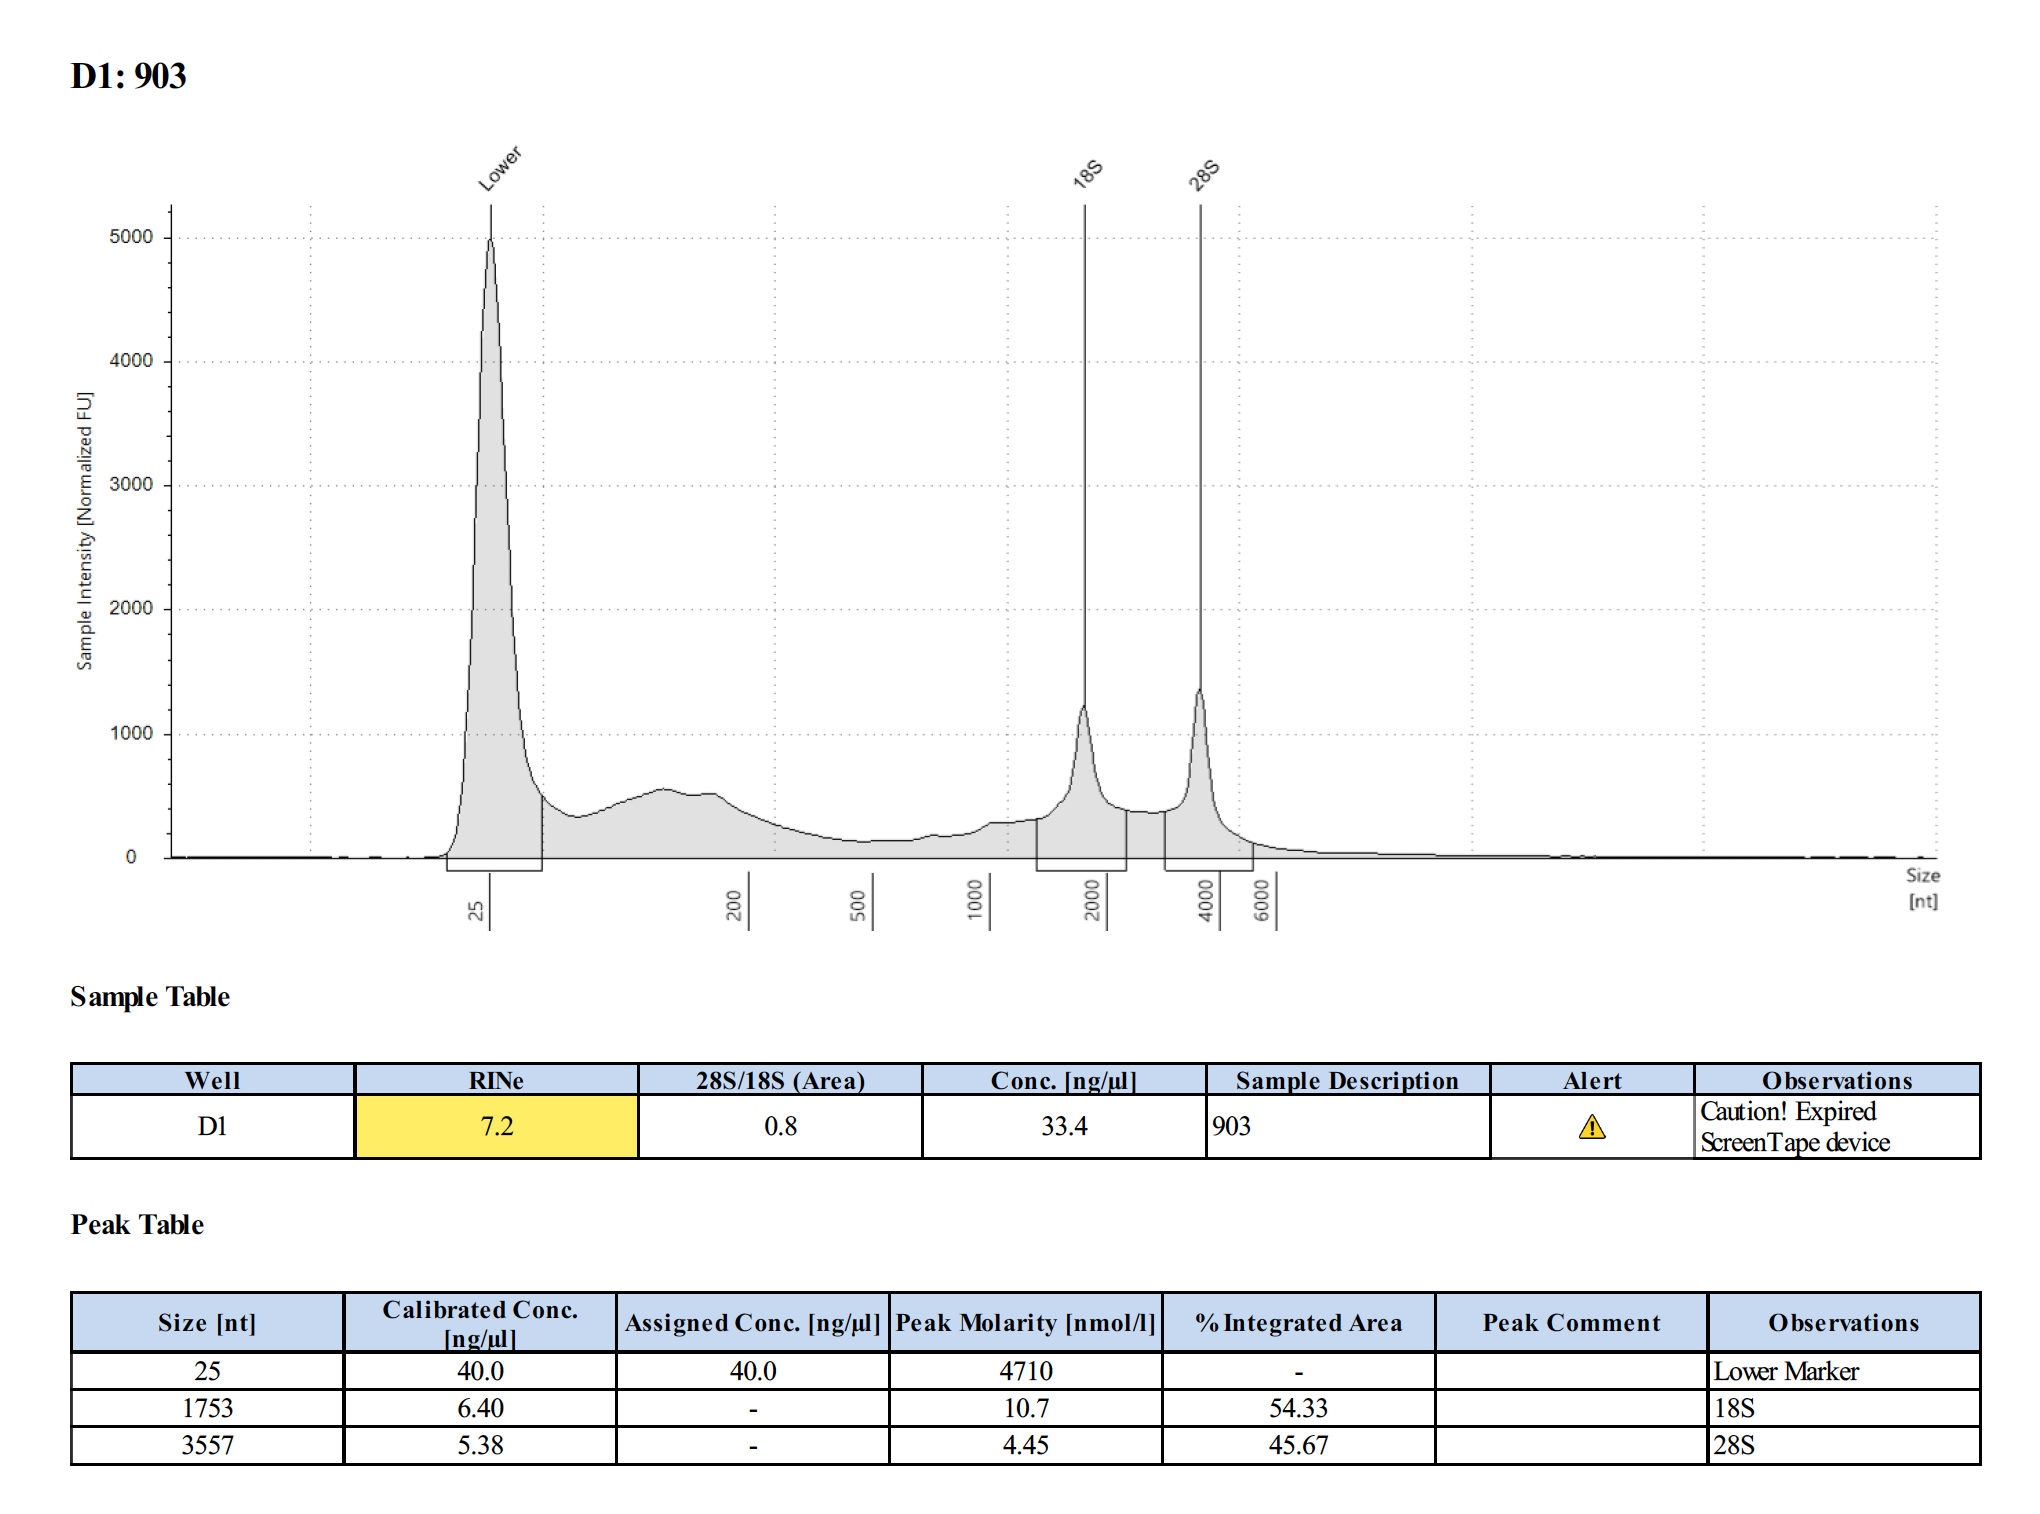 D1: 903
Lower
18S
28S
Sample Intensity [Normalized FU]
5000
4000
3000
2000
1000
0
25
200
500
1000
2000
4000
6000
Size
[nt]
Sample Table
Well RINe 28S/18S (Area) Conc. [ng/µl] Sample Description Alert Observations
D1 7.2 0.8 33.4 903 Caution! Expired
ScreenTape device
Peak Table
Size [nt] Calibrated Conc. [ng/µl] Assigned Conc. [ng/µl] Peak Molarity [nmol/l] % Integrated Area Peak Comment Observations
25 40.0 40.0 4710 - Lower Marker
1753 6.40 - 10.7 54.33 18S
3557 5.38 - 4.45 45.67 28S